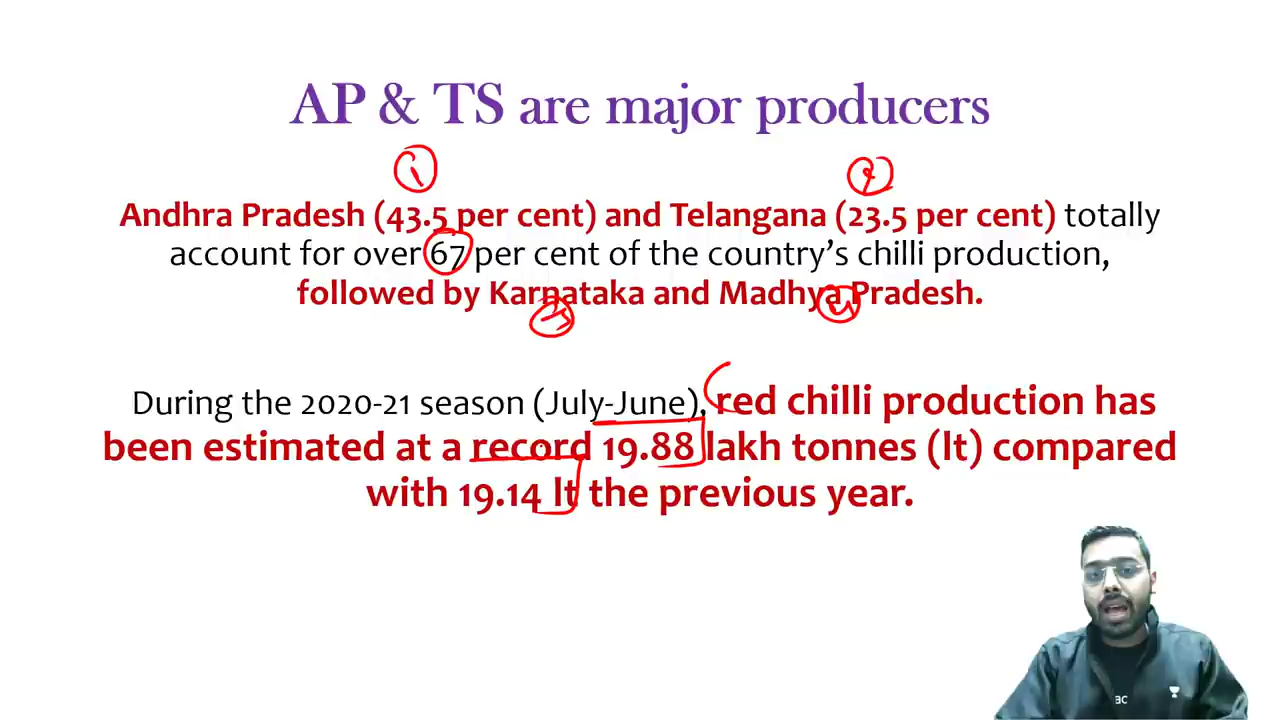 AP & TS are major producers
Andhra Pradesh (43.5 per cent) and Telangana (23.5 per cent) totally
account for over 67 per cent of the country’s chilli production,
followed by Karnataka and Madhya Pradesh.
During the 2020-21 season (July-June), red chilli production has
been estimated at a record 19.88 lakh tonnes (lt) compared
with 19.14 lt the previous year.